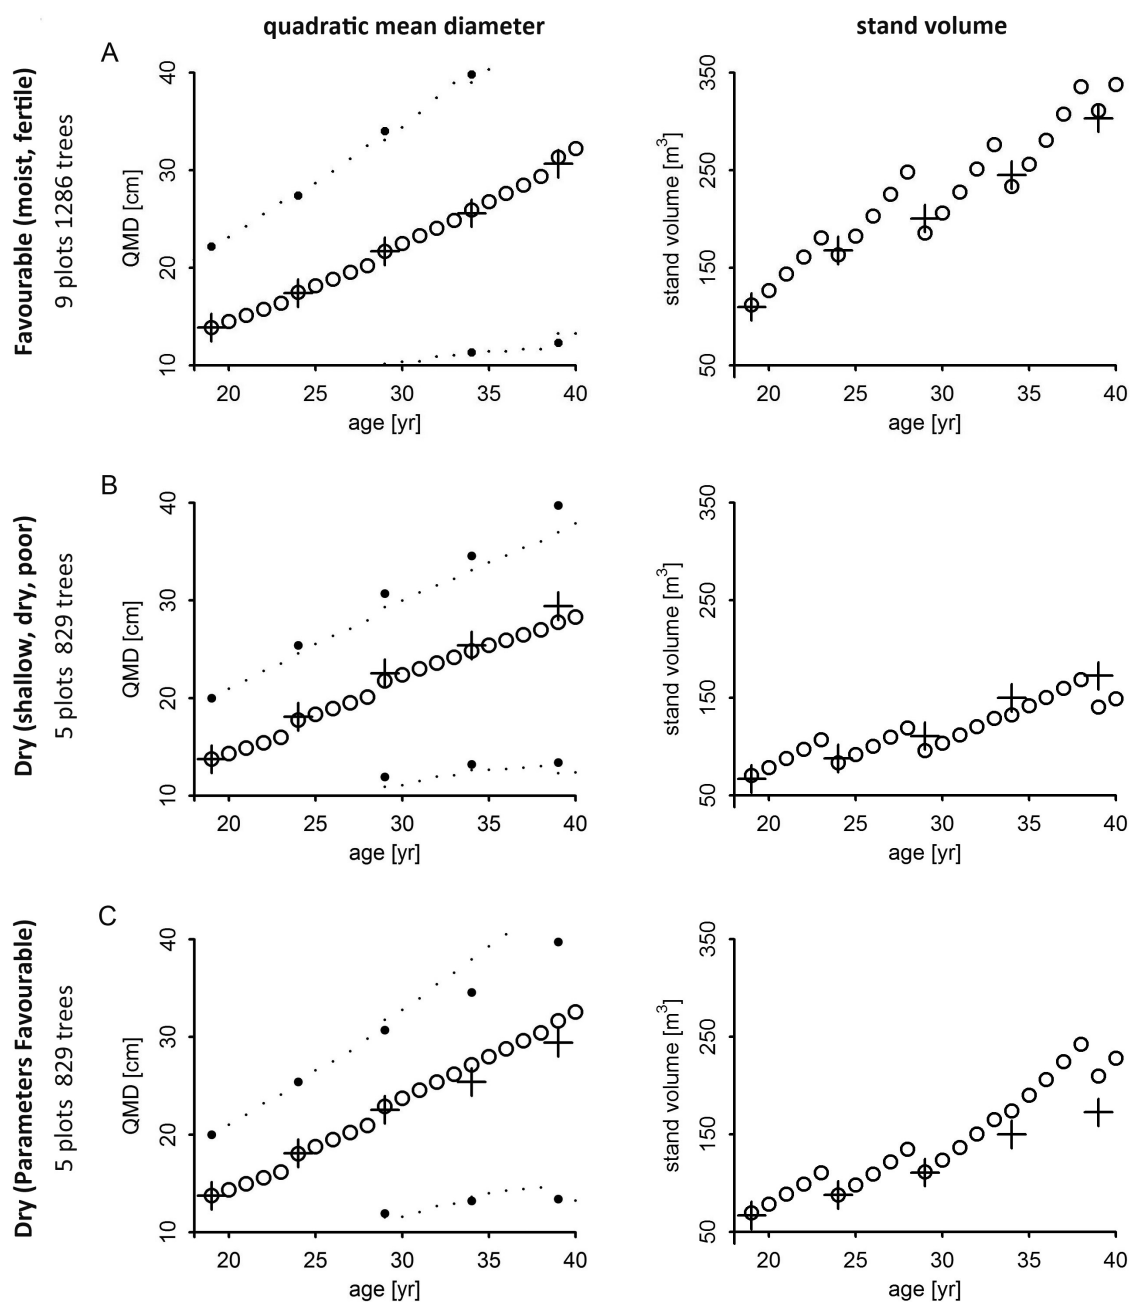 quadratic mean diameter
stand volume
A
Favourable (moist, fertile)
9 plots 1286 trees
QMD [cm]
10 20 30 40
20 25 30 35 40
age [yr]
stand volume [m³]
50 150 250 350
20 25 30 35 40
age [yr]
B
Dry (shallow, dry, poor)
5 plots 829 trees
QMD [cm]
10 20 30 40
20 25 30 35 40
age [yr]
stand volume [m³]
50 150 250 350
20 25 30 35 40
age [yr]
C
Dry (Parameters Favourable)
5 plots 829 trees
QMD [cm]
10 20 30 40
20 25 30 35 40
age [yr]
stand volume [m³]
50 150 250 350
20 25 30 35 40
age [yr]